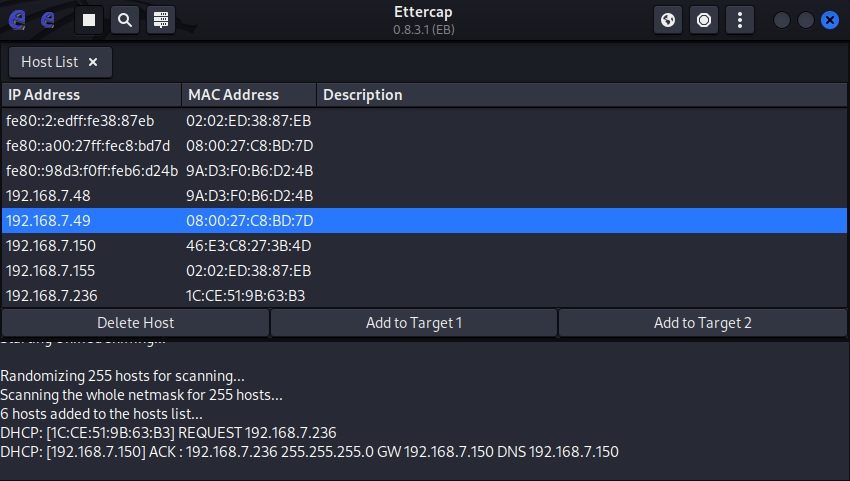 Ettercap
0.8.3.1 (EB)
Host List ×
IP Address MAC Address Description
fe80::2:edff:fe38:87eb 02:02:ED:38:87:EB
fe80::a00:27ff:fec8:bd7d 08:00:27:C8:BD:7D
fe80::98d3:f0ff:feb6:d24b 9A:D3:F0:B6:D2:4B
192.168.7.48 9A:D3:F0:B6:D2:4B
192.168.7.49 08:00:27:C8:BD:7D
192.168.7.150 46:E3:C8:27:3B:4D
192.168.7.155 02:02:ED:38:87:EB
192.168.7.236 1C:CE:51:9B:63:B3
Delete Host Add to Target 1 Add to Target 2
Randomizing 255 hosts for scanning...
Scanning the whole netmask for 255 hosts...
6 hosts added to the hosts list...
DHCP: [1C:CE:51:9B:63:B3] REQUEST 192.168.7.236
DHCP: [192.168.7.150] ACK : 192.168.7.236 255.255.255.0 GW 192.168.7.150 DNS 192.168.7.150